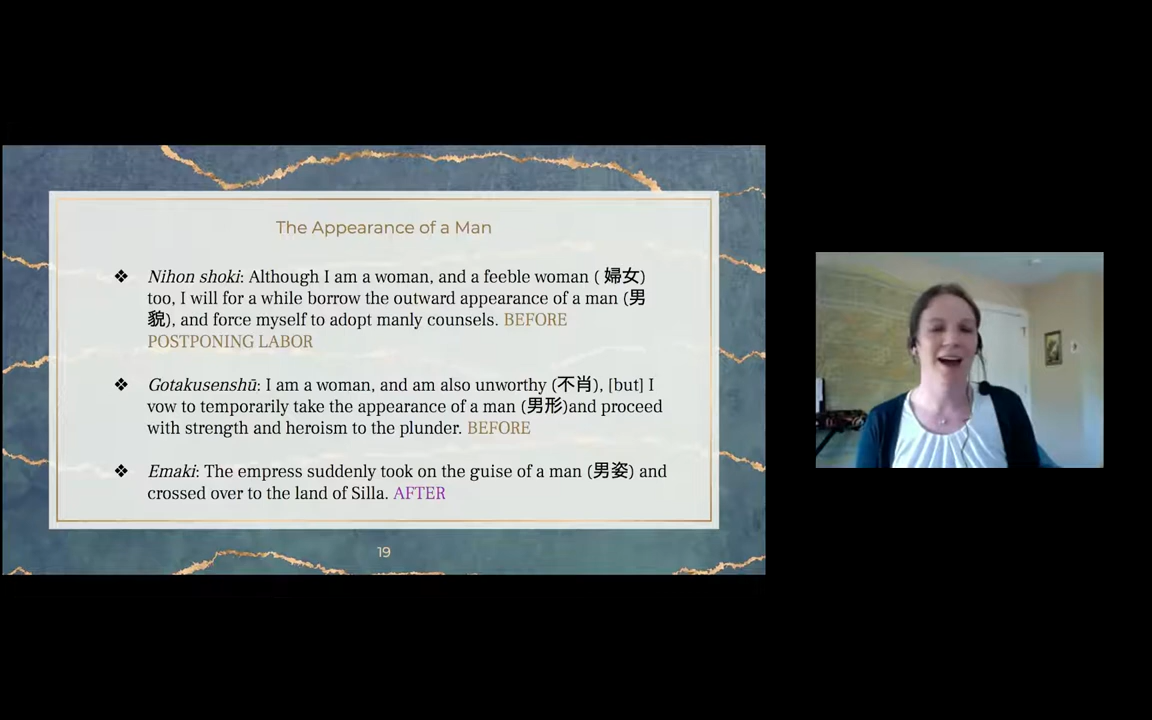 The Appearance of a Man
❖ Nihon shoki: Although I am a woman, and a feeble woman ( 婦女)
too, I will for a while borrow the outward appearance of a man (男
貌), and force myself to adopt manly counsels. BEFORE
POSTPONING LABOR
❖ Gotakusenshū: I am a woman, and am also unworthy (不肖), [but] I
vow to temporarily take the appearance of a man (男形)and proceed
with strength and heroism to the plunder. BEFORE
❖ Emaki: The empress suddenly took on the guise of a man (男姿) and
crossed over to the land of Silla. AFTER
19